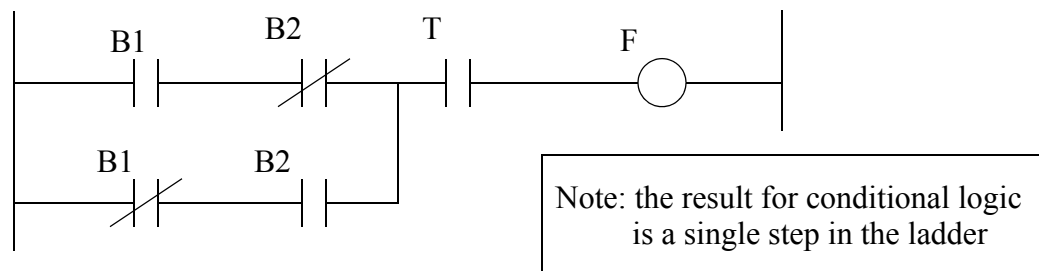 B1 B2 T F
B1 B2
Note: the result for conditional logic
is a single step in the ladder